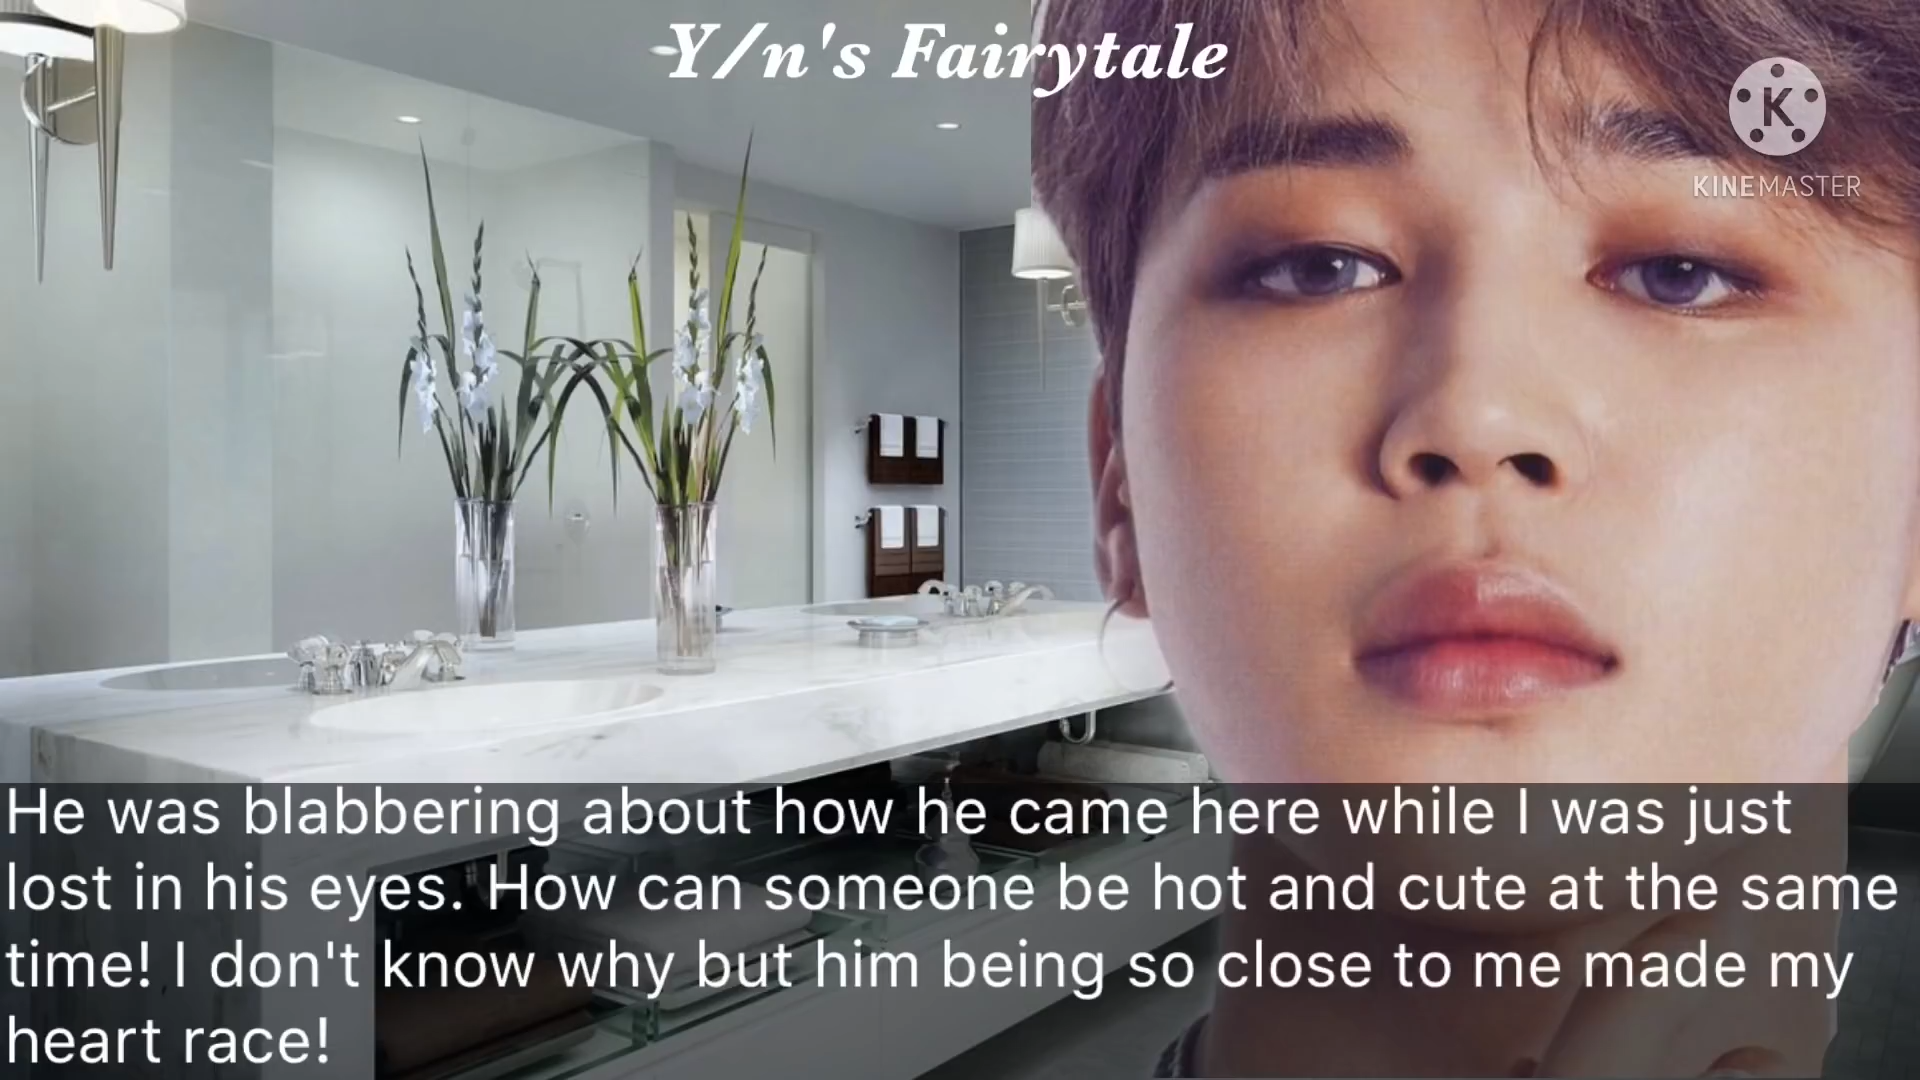 Y/n's Fairytale
K
KINEMASTER
He was blabbering about how he came here while I was just
lost in his eyes. How can someone be hot and cute at the same
time! I don't know why but him being so close to me made my
heart race!